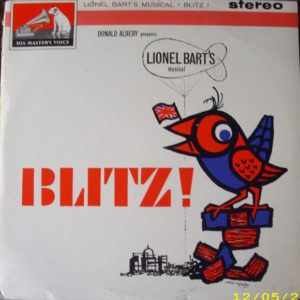 LIONEL BART'S MUSICAL · BLITZ !
stereo
HIS MASTER'S VOICE
DONALD ALBERY presents
LIONEL BART'S
musical
BLITZ!
12/05/2